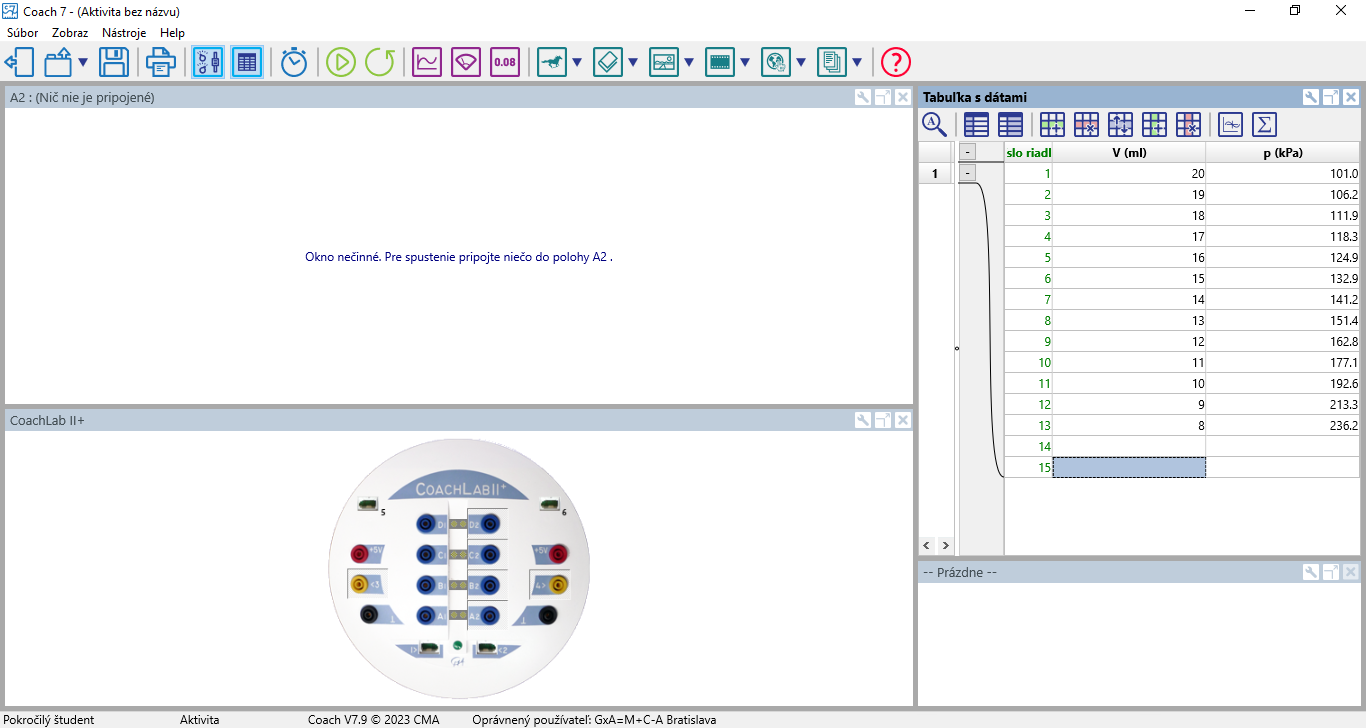 Coach 7 - (Aktivita bez názvu)
Súbor Zobraz Nástroje Help
0.08 ?
A2 : (Nič nie je pripojené)
Okno nečinné. Pre spustenie pripojte niečo do polohy A2 .
CoachLab II+
COACHLABII+
5 6
D1 D2
+5V C1 C2 +5V
<3 B1 B2 4>
A1 A2
1> <2
Tabuľka s dátami
slo riadl V (ml) p (kPa)
1 - 1 20 101.0
2 19 106.2
3 18 111.9
4 17 118.3
5 16 124.9
6 15 132.9
7 14 141.2
8 13 151.4
9 12 162.8
10 11 177.1
11 10 192.6
12 9 213.3
13 8 236.2
14
15
-- Prázdne --
Pokročilý študent Aktivita Coach V7.9 © 2023 CMA Oprávnený používateľ: GxA=M+C-A Bratislava